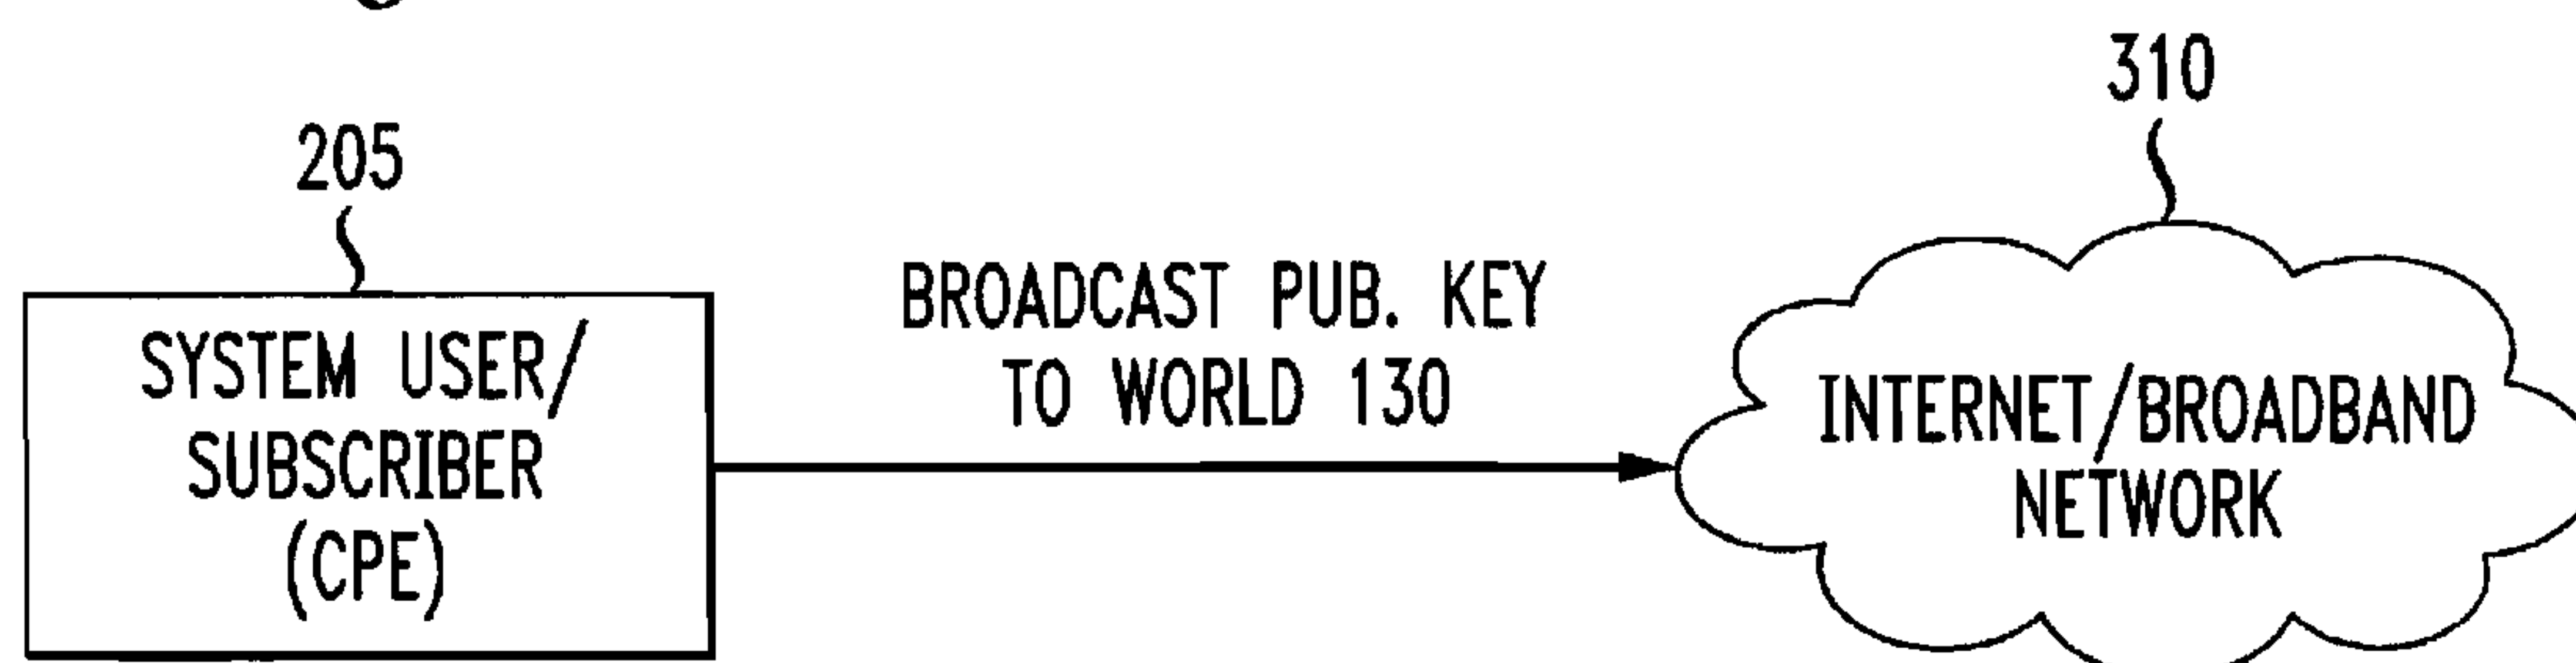 310
205
BROADCAST PUB. KEY
TO WORLD 130
SYSTEM USER/
SUBSCRIBER
(CPE)
INTERNET/BROADBAND
NETWORK